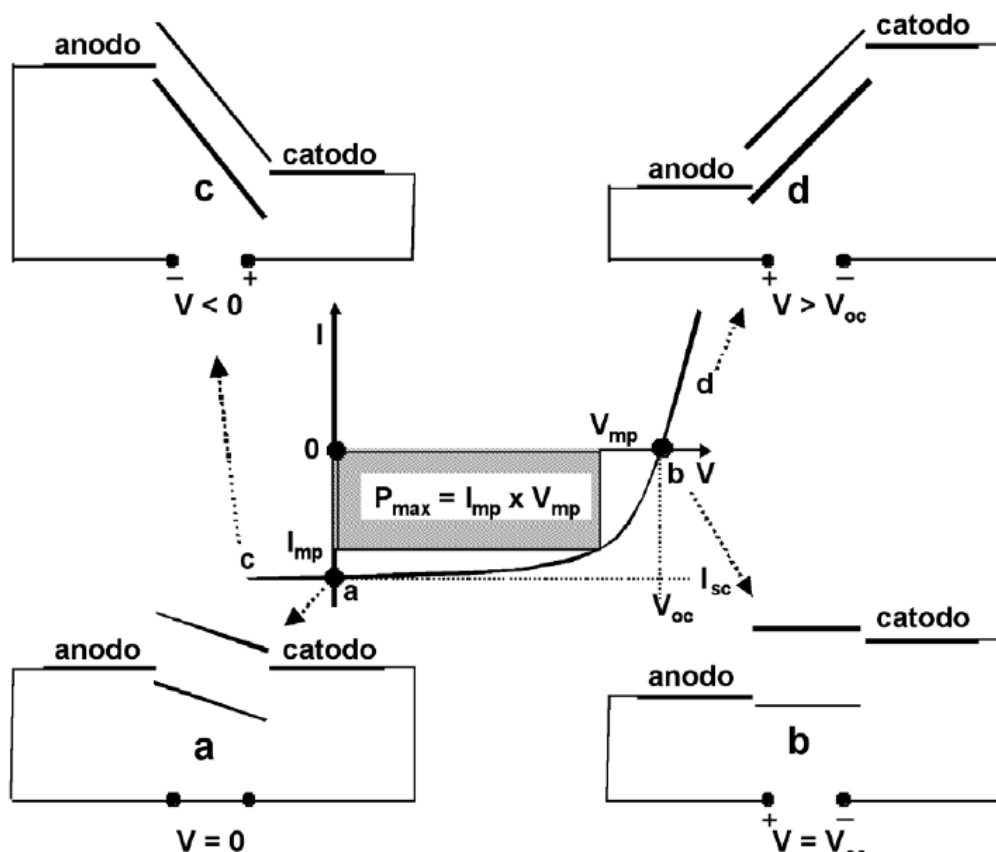 anodo
catodo
c
− +
V < 0
catodo
anodo
d
+ −
V > Voc
I
d
Vmp
0
b V
Pmax = Imp x Vmp
Imp
c
a
Isc
Voc
anodo catodo
a
V = 0
catodo
anodo
b
+ −
V = Voc